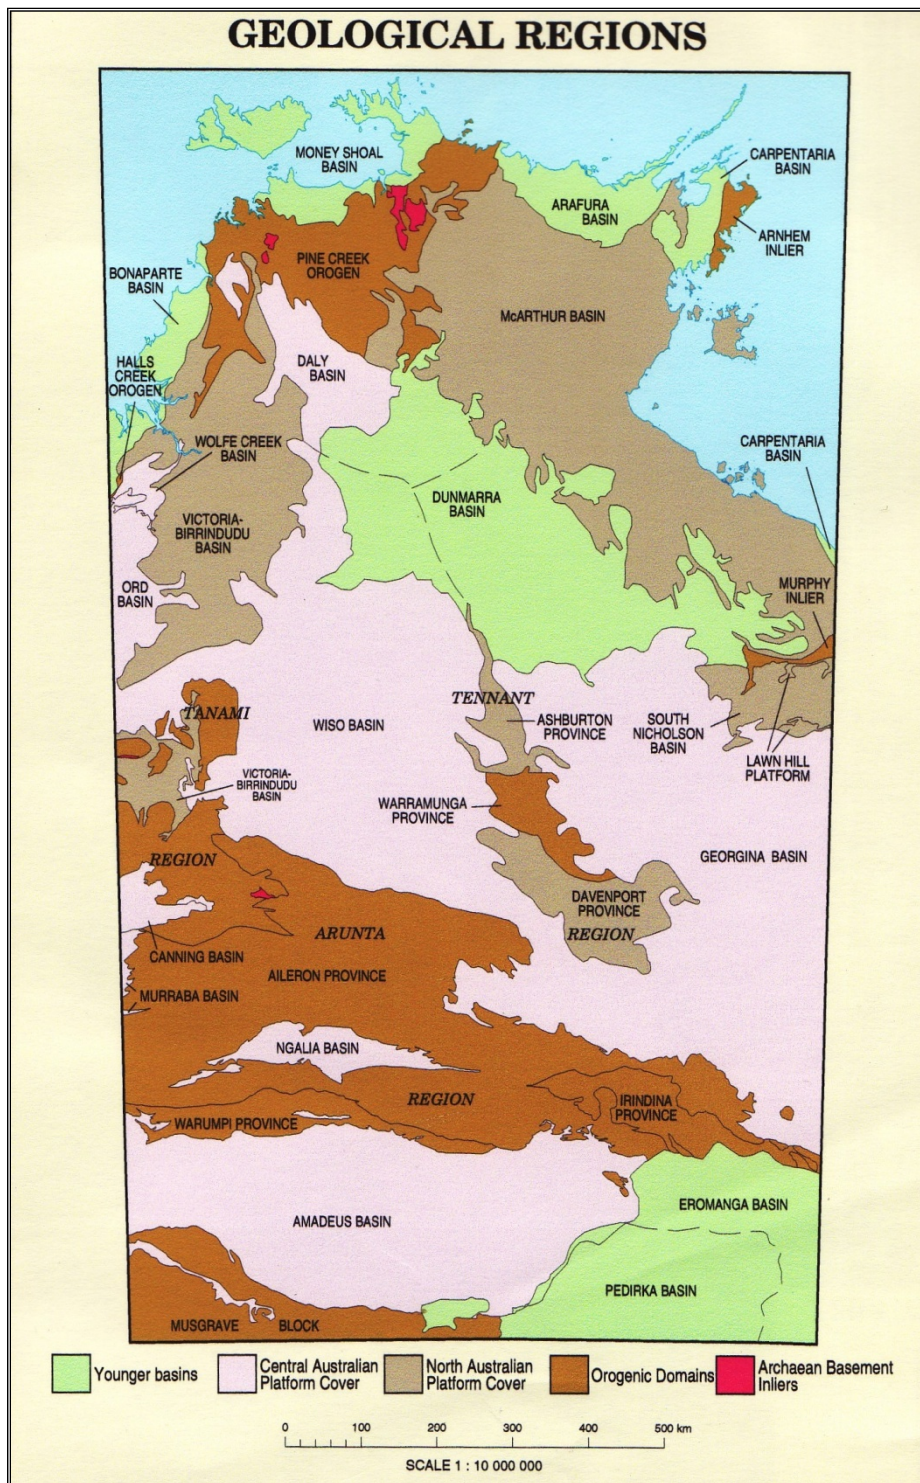 GEOLOGICAL REGIONS
MONEY SHOAL
BASIN
CARPENTARIA
BASIN
ARAFURA
BASIN
ARNHEM
INLIER
PINE CREEK
OROGEN
BONAPARTE
BASIN
McARTHUR BASIN
HALLS
CREEK
OROGEN
DALY
BASIN
WOLFE CREEK
BASIN
CARPENTARIA
BASIN
DUNMARRA
BASIN
VICTORIA-
BIRRINDUDU
BASIN
ORD
BASIN
MURPHY
INLIER
TANAMI
TENNANT
WISO BASIN
ASHBURTON
PROVINCE
SOUTH
NICHOLSON
BASIN
LAWN HILL
PLATFORM
VICTORIA-
BIRRINDUDU
BASIN
WARRAMUNGA
PROVINCE
REGION
GEORGINA BASIN
DAVENPORT
PROVINCE
REGION
ARUNTA
CANNING BASIN
AILERON PROVINCE
MURRABA BASIN
NGALIA BASIN
REGION
IRINDINA
PROVINCE
WARUMPI PROVINCE
EROMANGA BASIN
AMADEUS BASIN
PEDIRKA BASIN
MUSGRAVE BLOCK
Younger basins
Central Australian
Platform Cover
North Australian
Platform Cover
Orogenic Domains
Archaean Basement
Inliers
0 100 200 300 400 500 km
SCALE 1 : 10 000 000